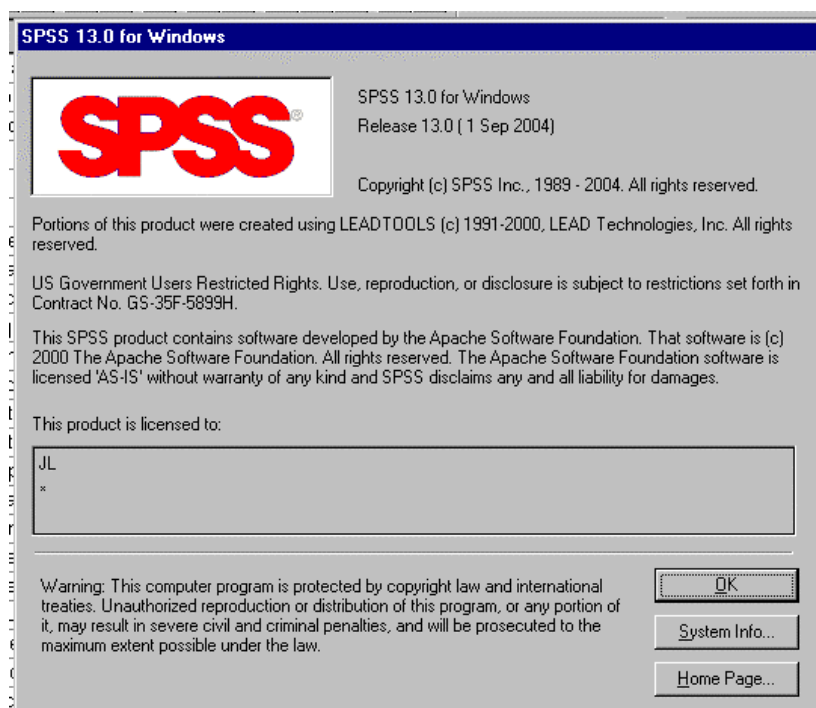 SPSS 13.0 for Windows
SPSS®
SPSS 13.0 for Windows
Release 13.0 ( 1 Sep 2004)
Copyright (c) SPSS Inc., 1989 - 2004. All rights reserved.
Portions of this product were created using LEADTOOLS (c) 1991-2000, LEAD Technologies, Inc. All rights
reserved.
US Government Users Restricted Rights. Use, reproduction, or disclosure is subject to restrictions set forth in
Contract No. GS-35F-5899H.
This SPSS product contains software developed by the Apache Software Foundation. That software is (c)
2000 The Apache Software Foundation. All rights reserved. The Apache Software Foundation software is
licensed 'AS-IS' without warranty of any kind and SPSS disclaims any and all liability for damages.
This product is licensed to:
JL
*
Warning: This computer program is protected by copyright law and international
treaties. Unauthorized reproduction or distribution of this program, or any portion of
it, may result in severe civil and criminal penalties, and will be prosecuted to the
maximum extent possible under the law.
OK
System Info...
Home Page...